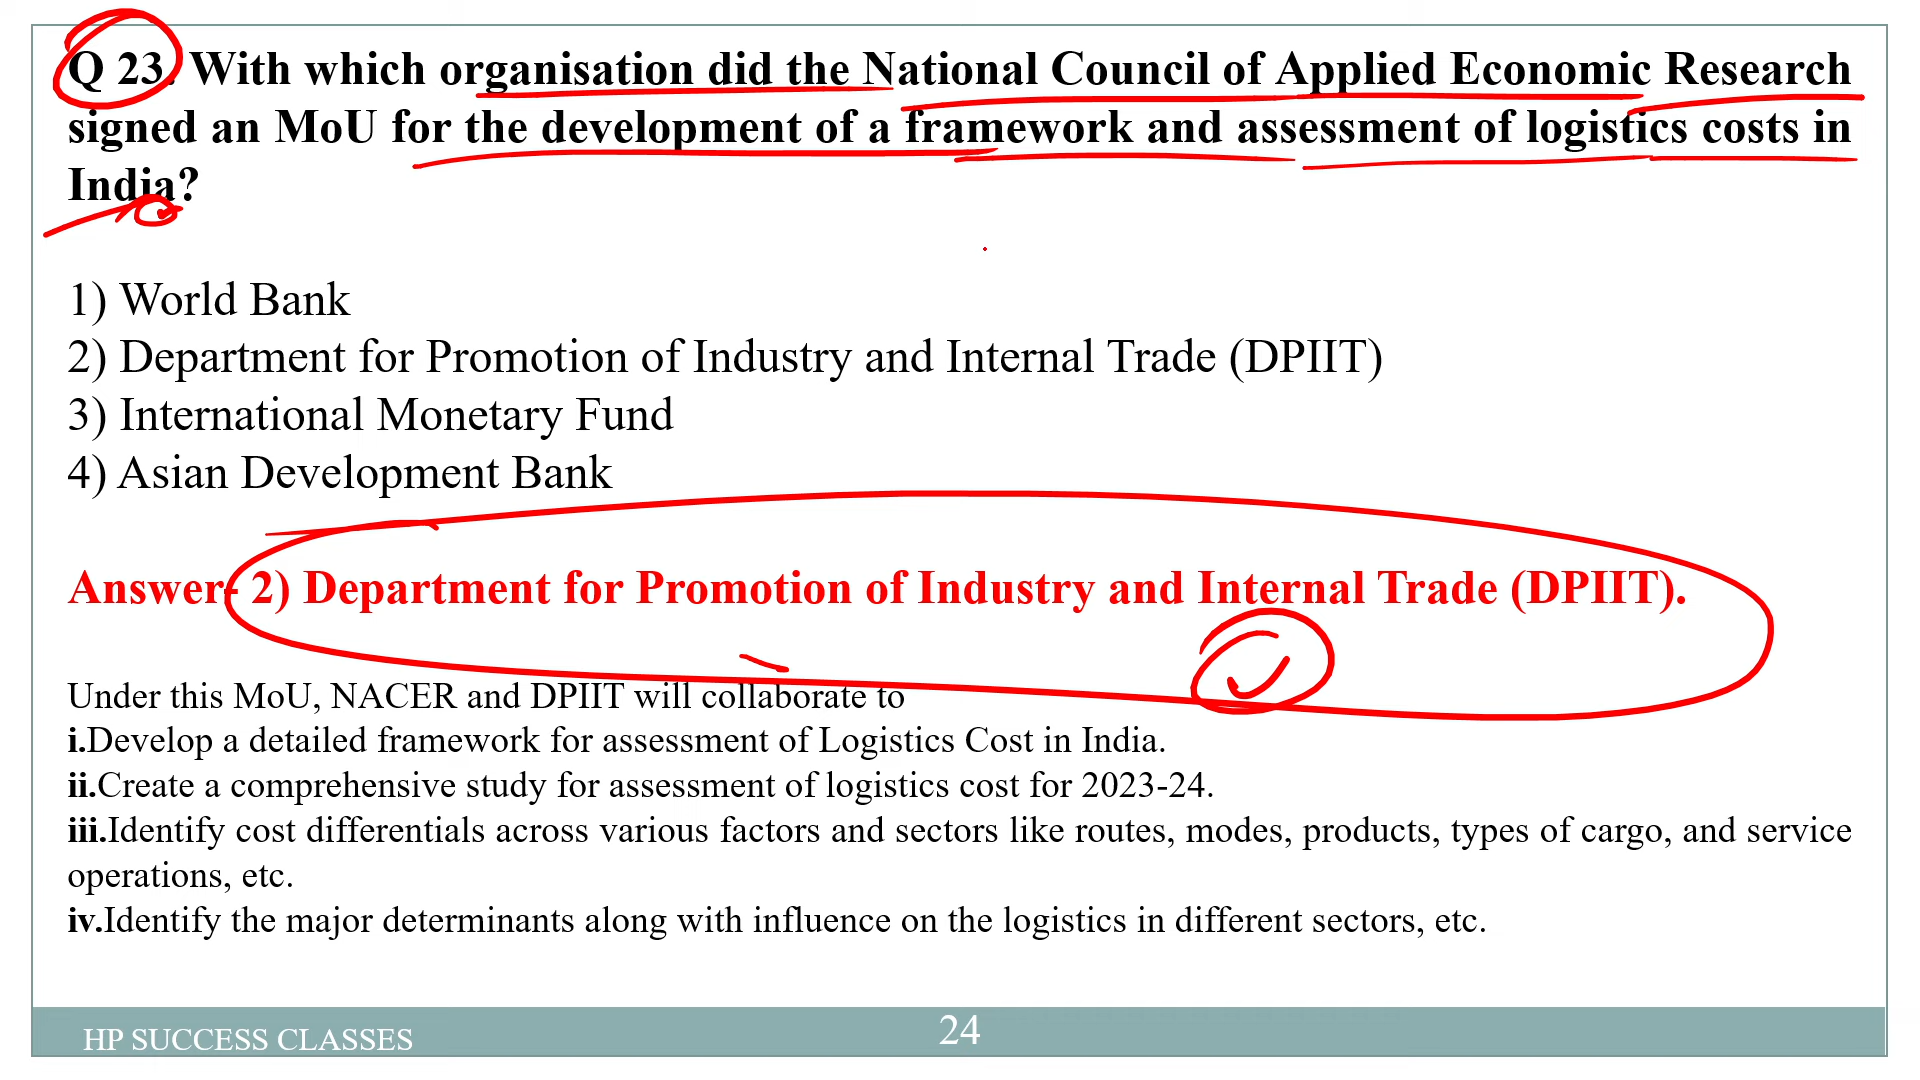 Q 23. With which organisation did the National Council of Applied Economic Research
signed an MoU for the development of a framework and assessment of logistics costs in
India?
1) World Bank
2) Department for Promotion of Industry and Internal Trade (DPIIT)
3) International Monetary Fund
4) Asian Development Bank
Answer- 2) Department for Promotion of Industry and Internal Trade (DPIIT).
Under this MoU, NACER and DPIIT will collaborate to
i.Develop a detailed framework for assessment of Logistics Cost in India.
ii.Create a comprehensive study for assessment of logistics cost for 2023-24.
iii.Identify cost differentials across various factors and sectors like routes, modes, products, types of cargo, and service
operations, etc.
iv.Identify the major determinants along with influence on the logistics in different sectors, etc.
HP SUCCESS CLASSES
24